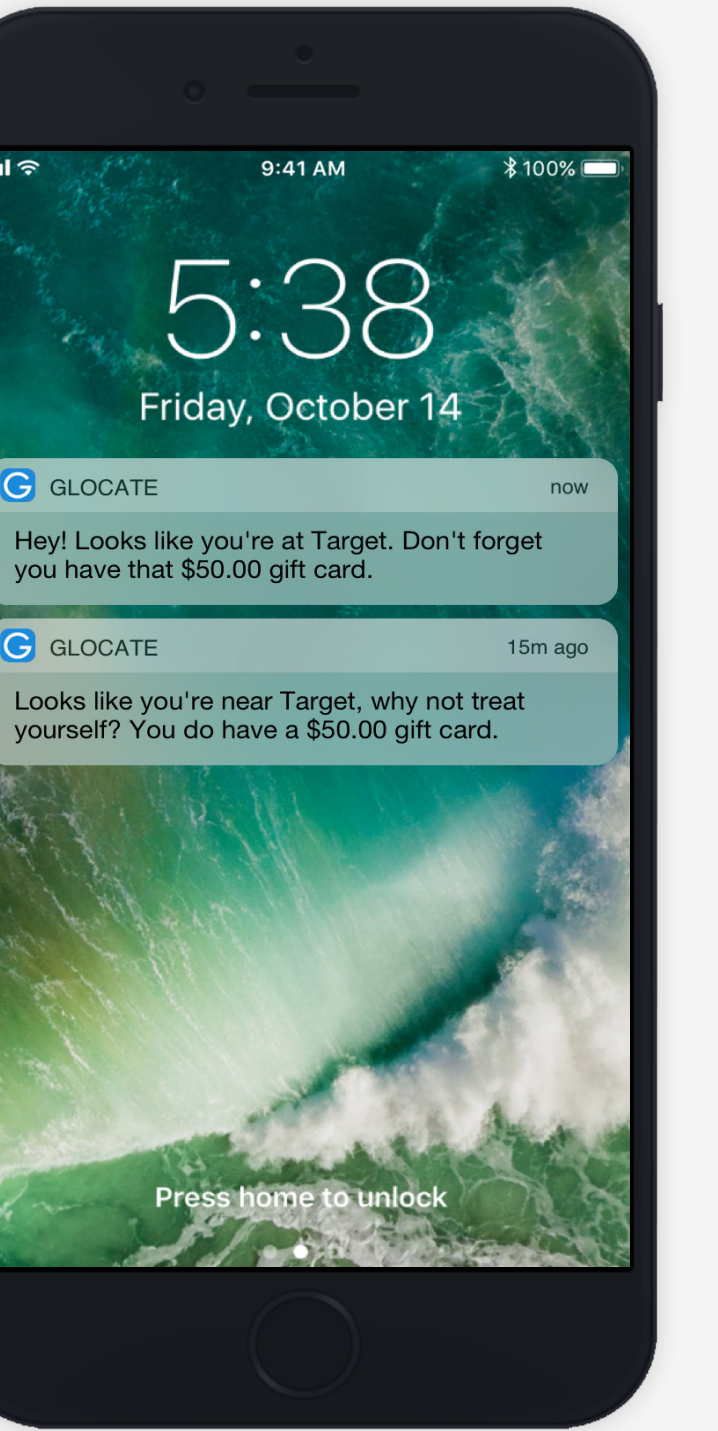 9:41 AM 100%
5:38
Friday, October 14
G GLOCATE now
Hey! Looks like you're at Target. Don't forget
you have that $50.00 gift card.
G GLOCATE 15m ago
Looks like you're near Target, why not treat
yourself? You do have a $50.00 gift card.
Press home to unlock